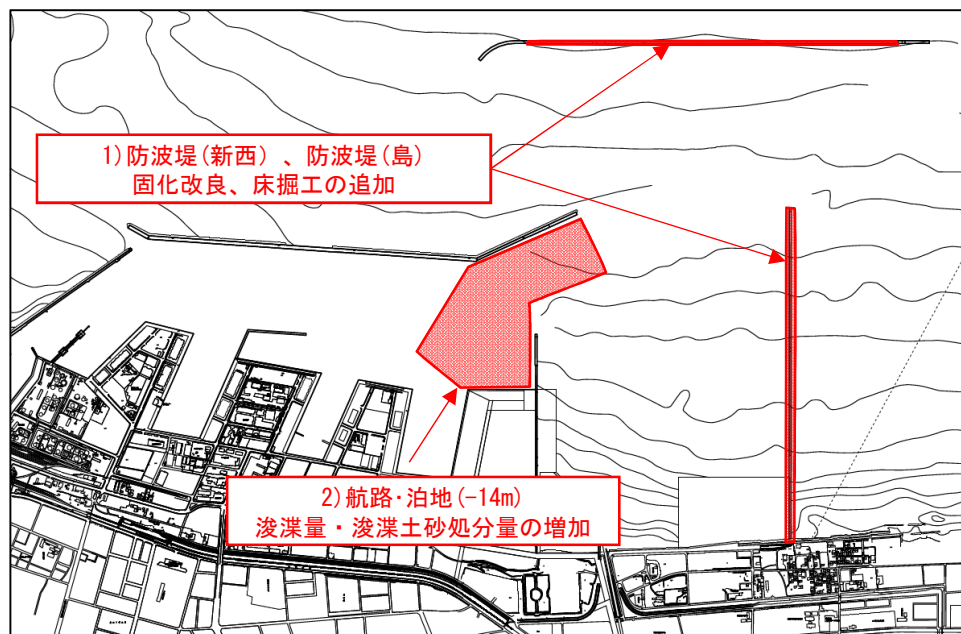 1)防波堤(新西)、防波堤(島)
固化改良、床掘工の追加
2)航路・泊地(-14m)
浚渫量・浚渫土砂処分量の増加